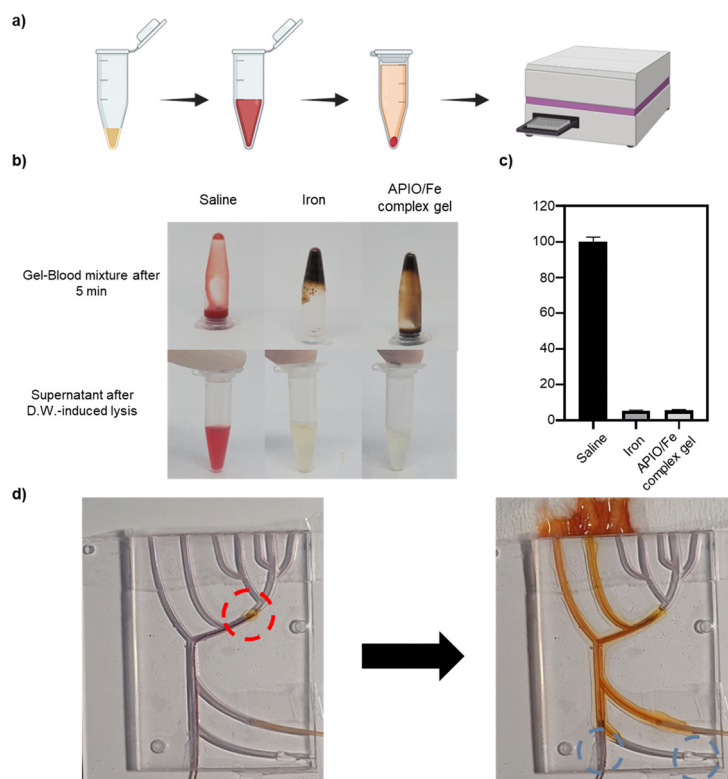 a)
b)
c)
Saline
Iron
APIO/Fe
complex gel
Gel-Blood mixture after
5 min
Supernatant after
D.W.-induced lysis
120
100
80
60
40
20
0
Saline
Iron
APIO/Fe
complex gel
d)